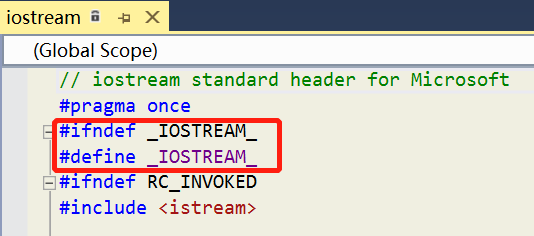 iostream
(Global Scope)
// iostream standard header for Microsoft
#pragma once
#ifndef _IOSTREAM_
#define _IOSTREAM_
#ifndef RC_INVOKED
#include <istream>